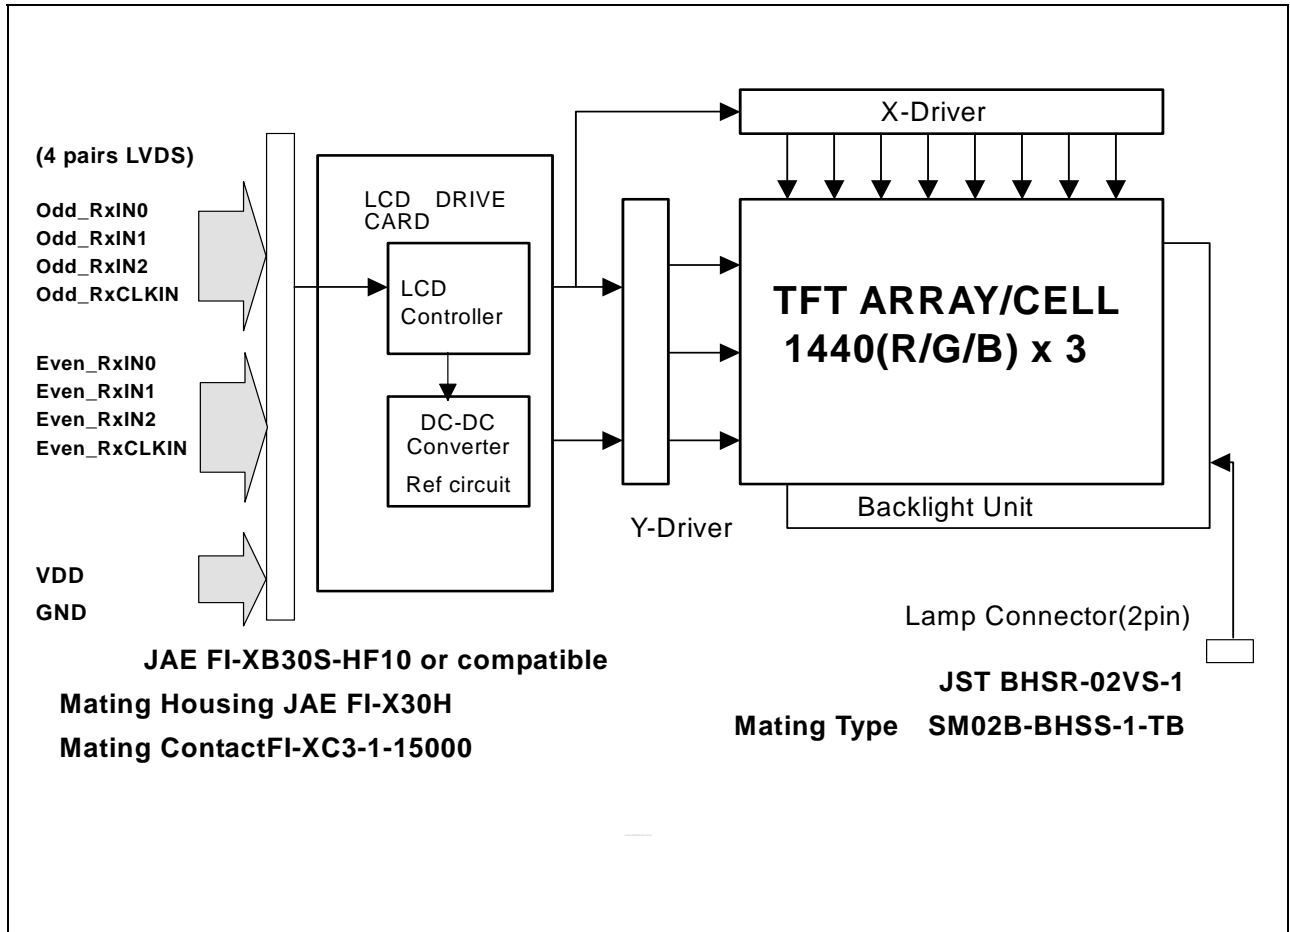 X-Driver
(4 pairs LVDS)
Odd_RxIN0
Odd_RxIN1
Odd_RxIN2
Odd_RxCLKIN
Even_RxIN0
Even_RxIN1
Even_RxIN2
Even_RxCLKIN
VDD
GND
LCD DRIVE
CARD
LCD
Controller
DC-DC
Converter
Ref circuit
Y-Driver
TFT ARRAY/CELL
1440(R/G/B) x 3
Backlight Unit
Lamp Connector(2pin)
JAE FI-XB30S-HF10 or compatible
Mating Housing JAE FI-X30H
Mating ContactFI-XC3-1-15000
JST BHSR-02VS-1
Mating Type SM02B-BHSS-1-TB